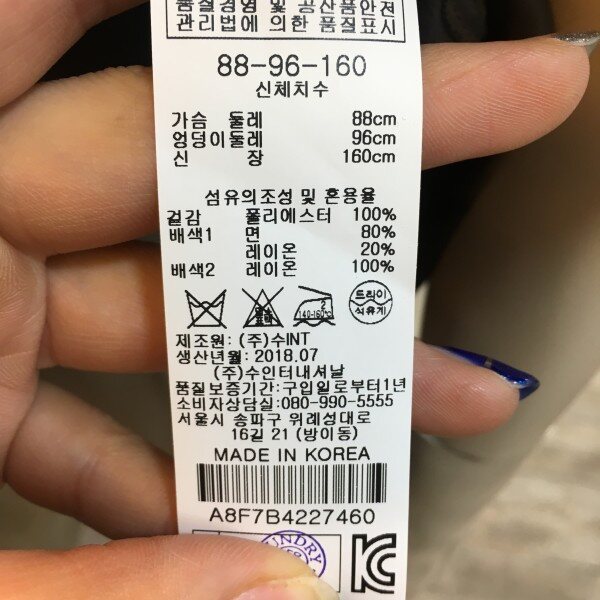 품질경영 및 공산품안전
관리법에 의한 품질표시
88-96-160
신체치수
가슴 둘레 88cm
엉덩이둘레 96cm
신 장 160cm
섬유의조성 및 혼용율
겉감 폴리에스터 100%
배색1 면 80%
레이온 20%
배색2 레이온 100%
2
140-160℃
드라이
석유계
제조원: (주)수INT
생산년월: 2018.07
(주)수인터내셔날
품질보증기간:구입일로부터1년
소비자상담실:080-990-5555
서울시 송파구 위례성대로
16길 21 (방이동)
MADE IN KOREA
A8F7B4227460